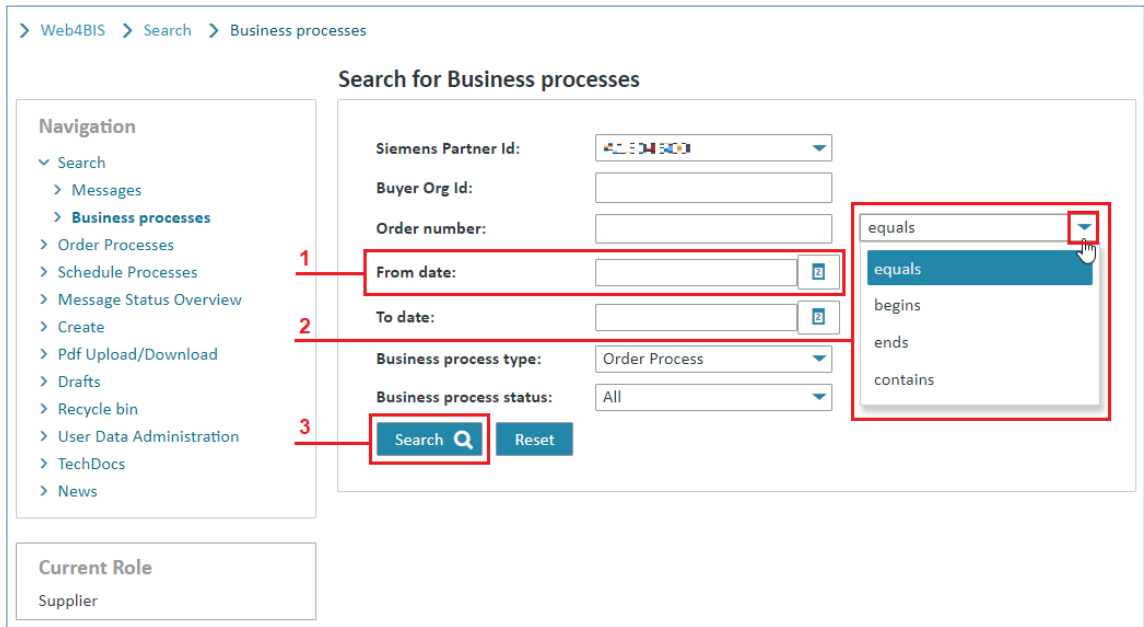 Web4BIS Search Business processes
Search for Business processes
Navigation
Search
Messages
Business processes
Order Processes
Schedule Processes
Message Status Overview
Create
Pdf Upload/Download
Drafts
Recycle bin
User Data Administration
TechDocs
News
Current Role
Supplier
Siemens Partner Id:
Buyer Org Id:
Order number:
1
From date:
2
To date:
2
2
Business process type: Order Process
Business process status: All
3
Search Reset
equals
equals
begins
ends
contains